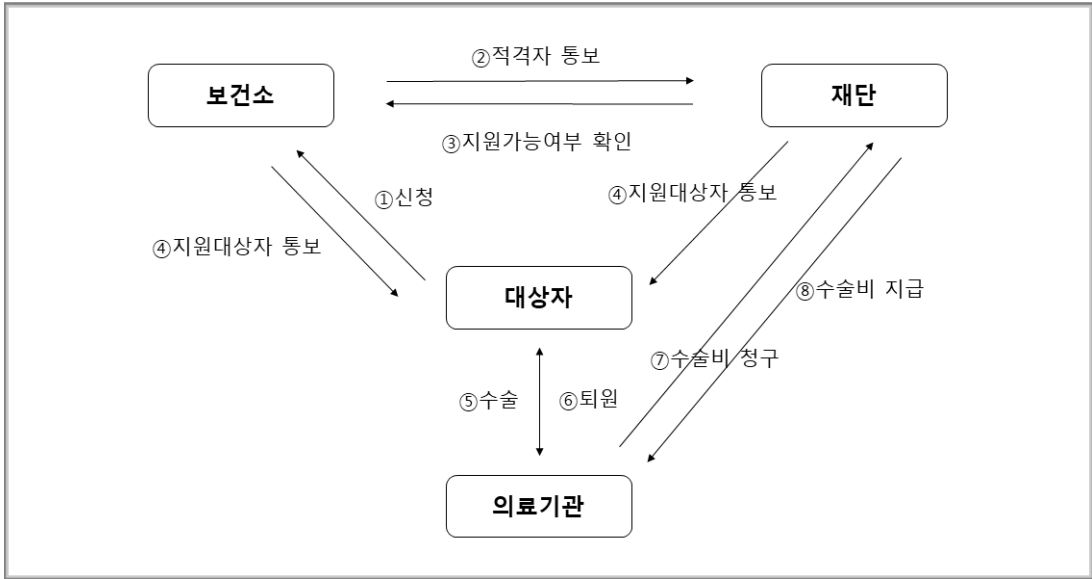 ②적격자 통보
보건소
재단
③지원가능여부 확인
①신청
④지원대상자 통보
④지원대상자 통보
대상자
⑧수술비 지급
⑦수술비 청구
⑤수술
⑥퇴원
의료기관